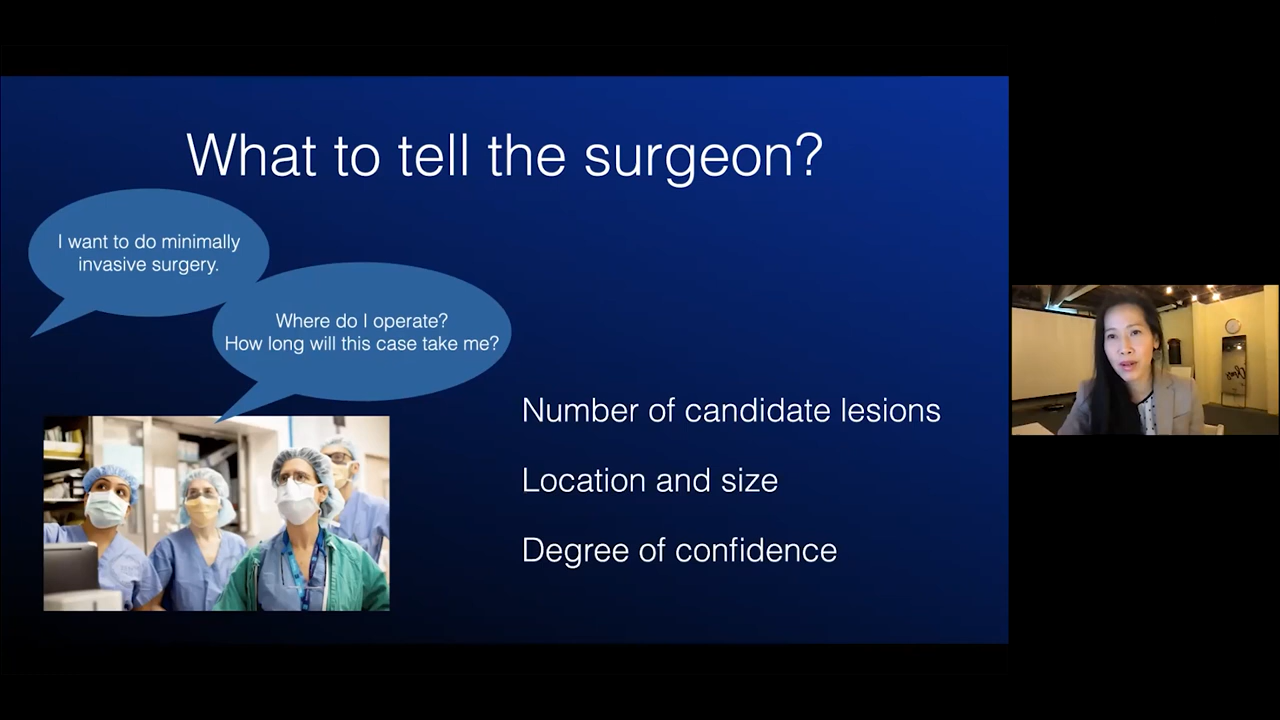 What to tell the surgeon?
I want to do minimally
invasive surgery.
Where do I operate?
How long will this case take me?
Number of candidate lesions
Location and size
Degree of confidence